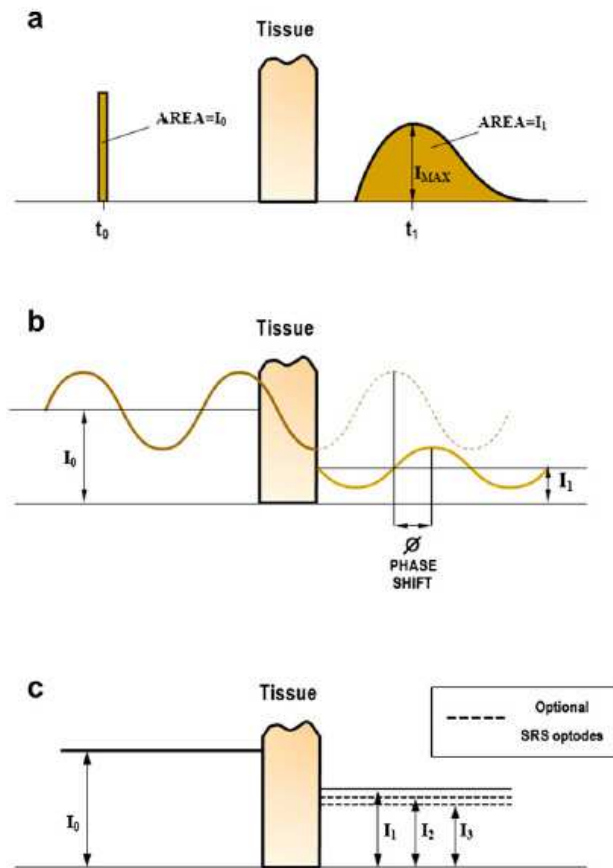 a
Tissue
AREA=I₀
AREA=I₁
I_MAX
t₀
t₁
b
Tissue
I₀
I₁
Ø
PHASE
SHIFT
c
Tissue
Optional
SRS optodes
I₀
I₁
I₂
I₃